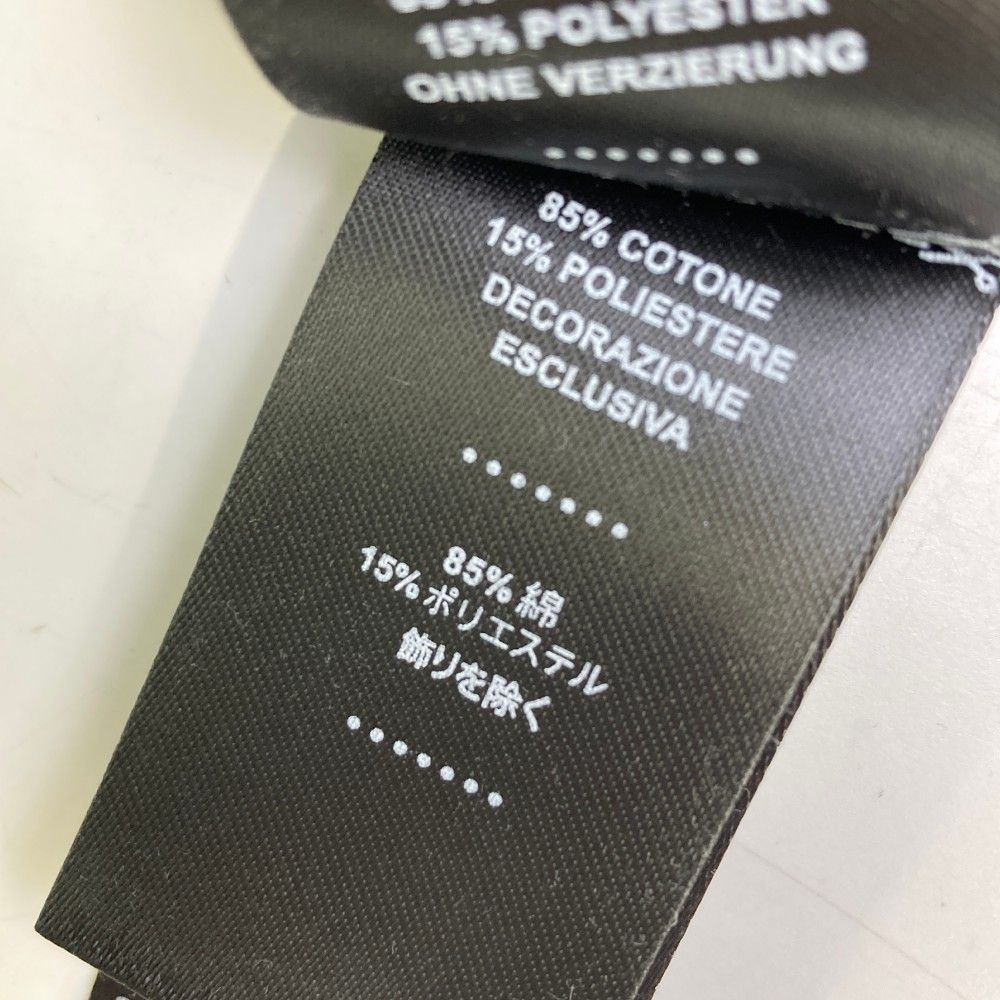 15% POLYESTER
OHNE VERZIERUNG
85% COTONE
15% POLIESTERE
DECORAZIONE
ESCLUSIVA
85% 綿
15% ポリエステル
飾りを除く